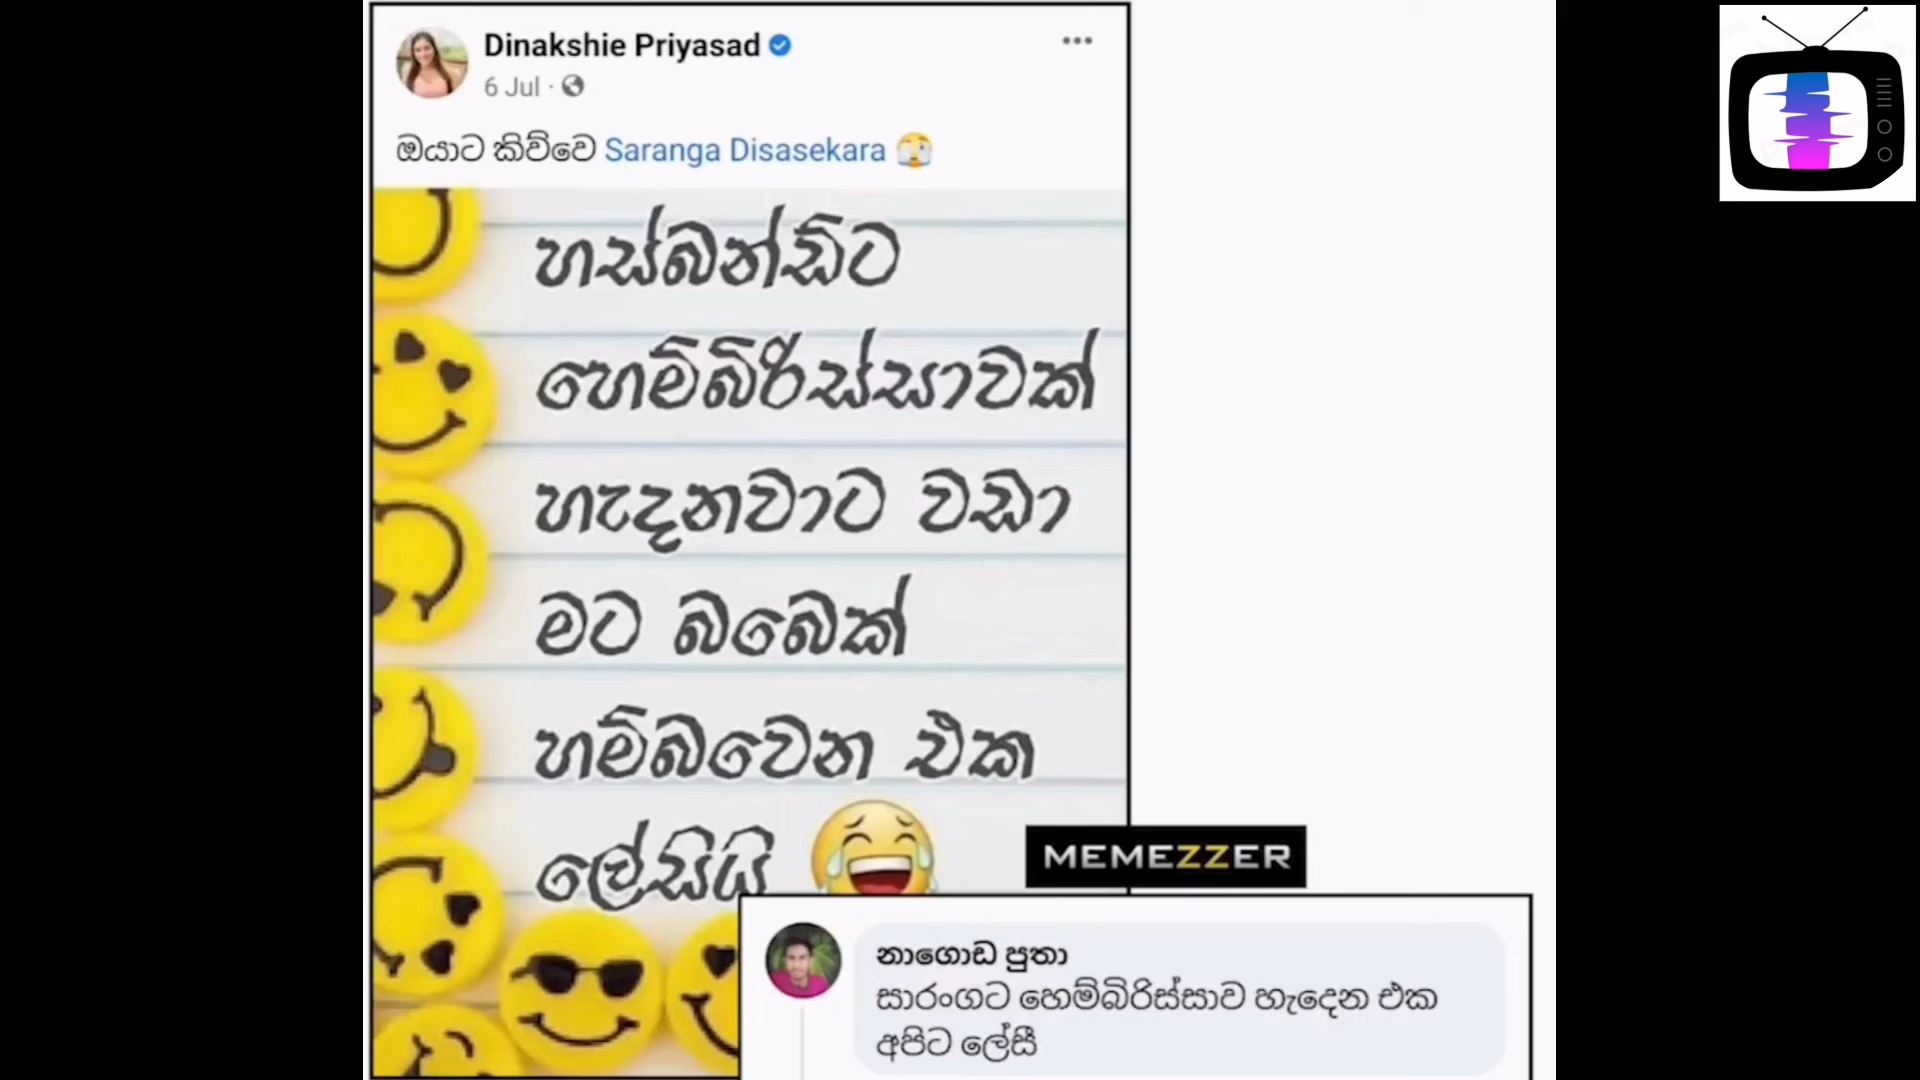 Dinakshie Priyasad
6 Jul ·
ඔයාට කිව්වෙ Saranga Disasekara
හස්බන්ඩ්ට
හෙම්බිරිස්සාවක්
හැදනවාට වඩා
මට බබෙක්
හම්බවෙන එක
ලේසියි
MEMEZZER
නාගොඩ පුතා
සාරංගට හෙම්බිරිස්සාව හැදෙන එක
අපිට ලේසී